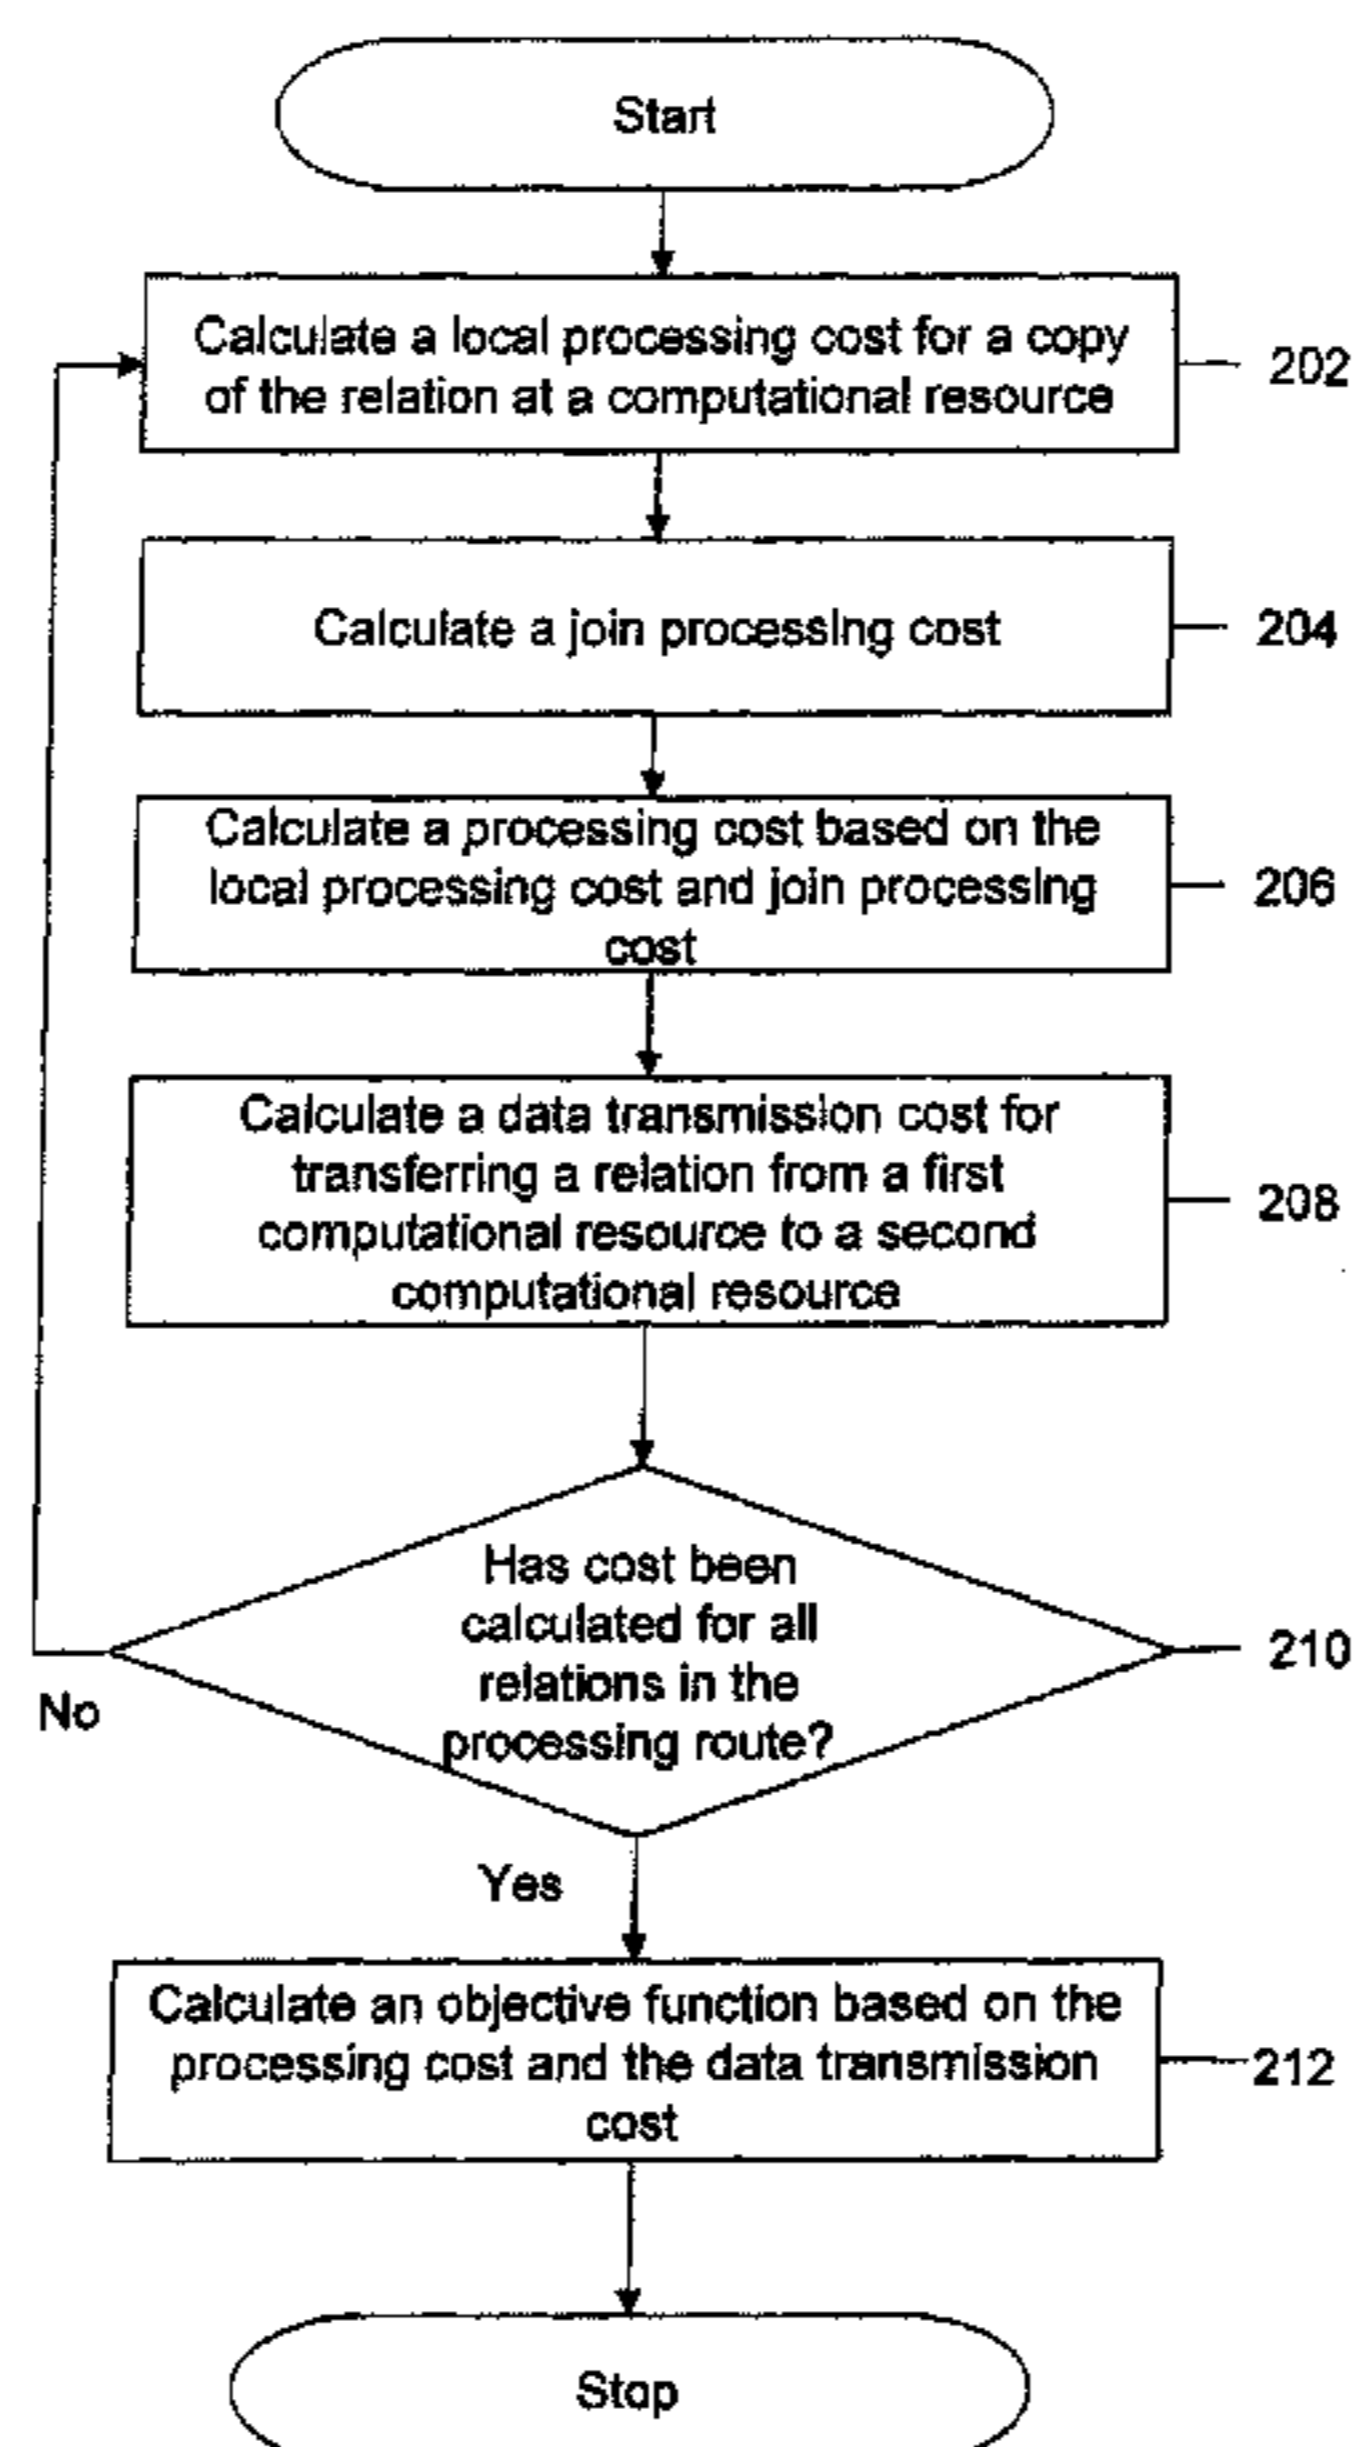 Start
Calculate a local processing cost for a copy
of the relation at a computational resource
202
Calculate a join processing cost
204
Calculate a processing cost based on the
local processing cost and join processing
cost
206
Calculate a data transmission cost for
transferring a relation from a first
computational resource to a second
computational resource
208
Has cost been
calculated for all
relations in the
processing route?
210
No
Yes
Calculate an objective function based on the
processing cost and the data transmission
cost
212
Stop